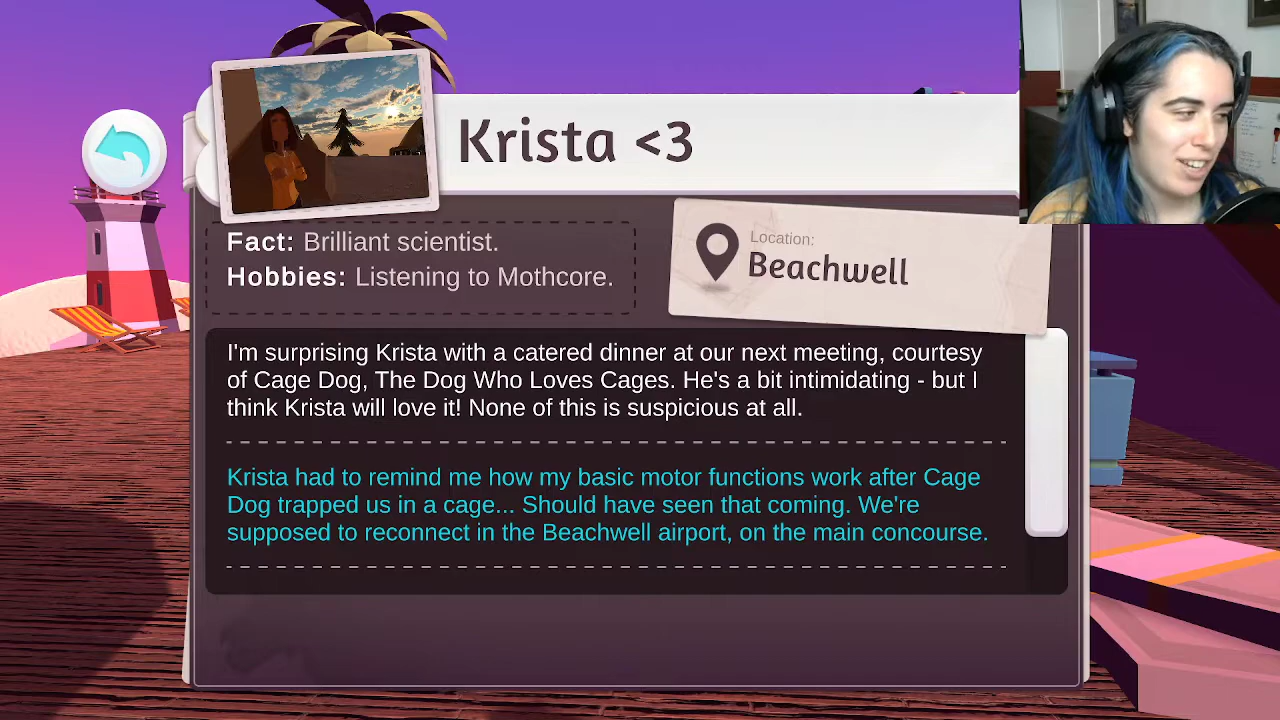 Krista <3
Fact: Brilliant scientist.
Hobbies: Listening to Mothcore.
Location:
Beachwell
I'm surprising Krista with a catered dinner at our next meeting, courtesy
of Cage Dog, The Dog Who Loves Cages. He's a bit intimidating - but I
think Krista will love it! None of this is suspicious at all.
Krista had to remind me how my basic motor functions work after Cage
Dog trapped us in a cage... Should have seen that coming. We're
supposed to reconnect in the Beachwell airport, on the main concourse.